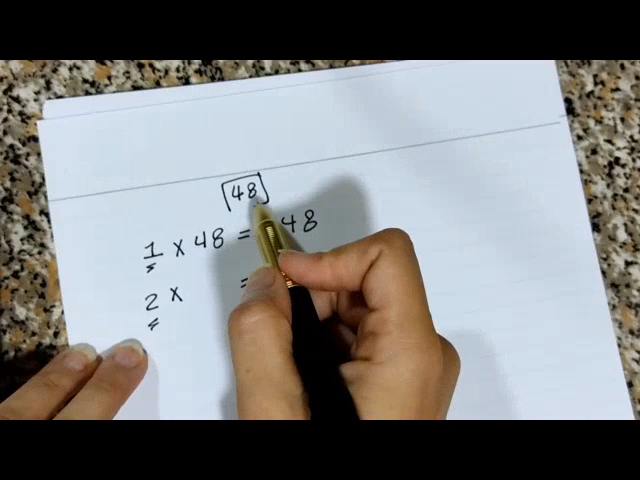 48
1 x 48 = 48
2 x =